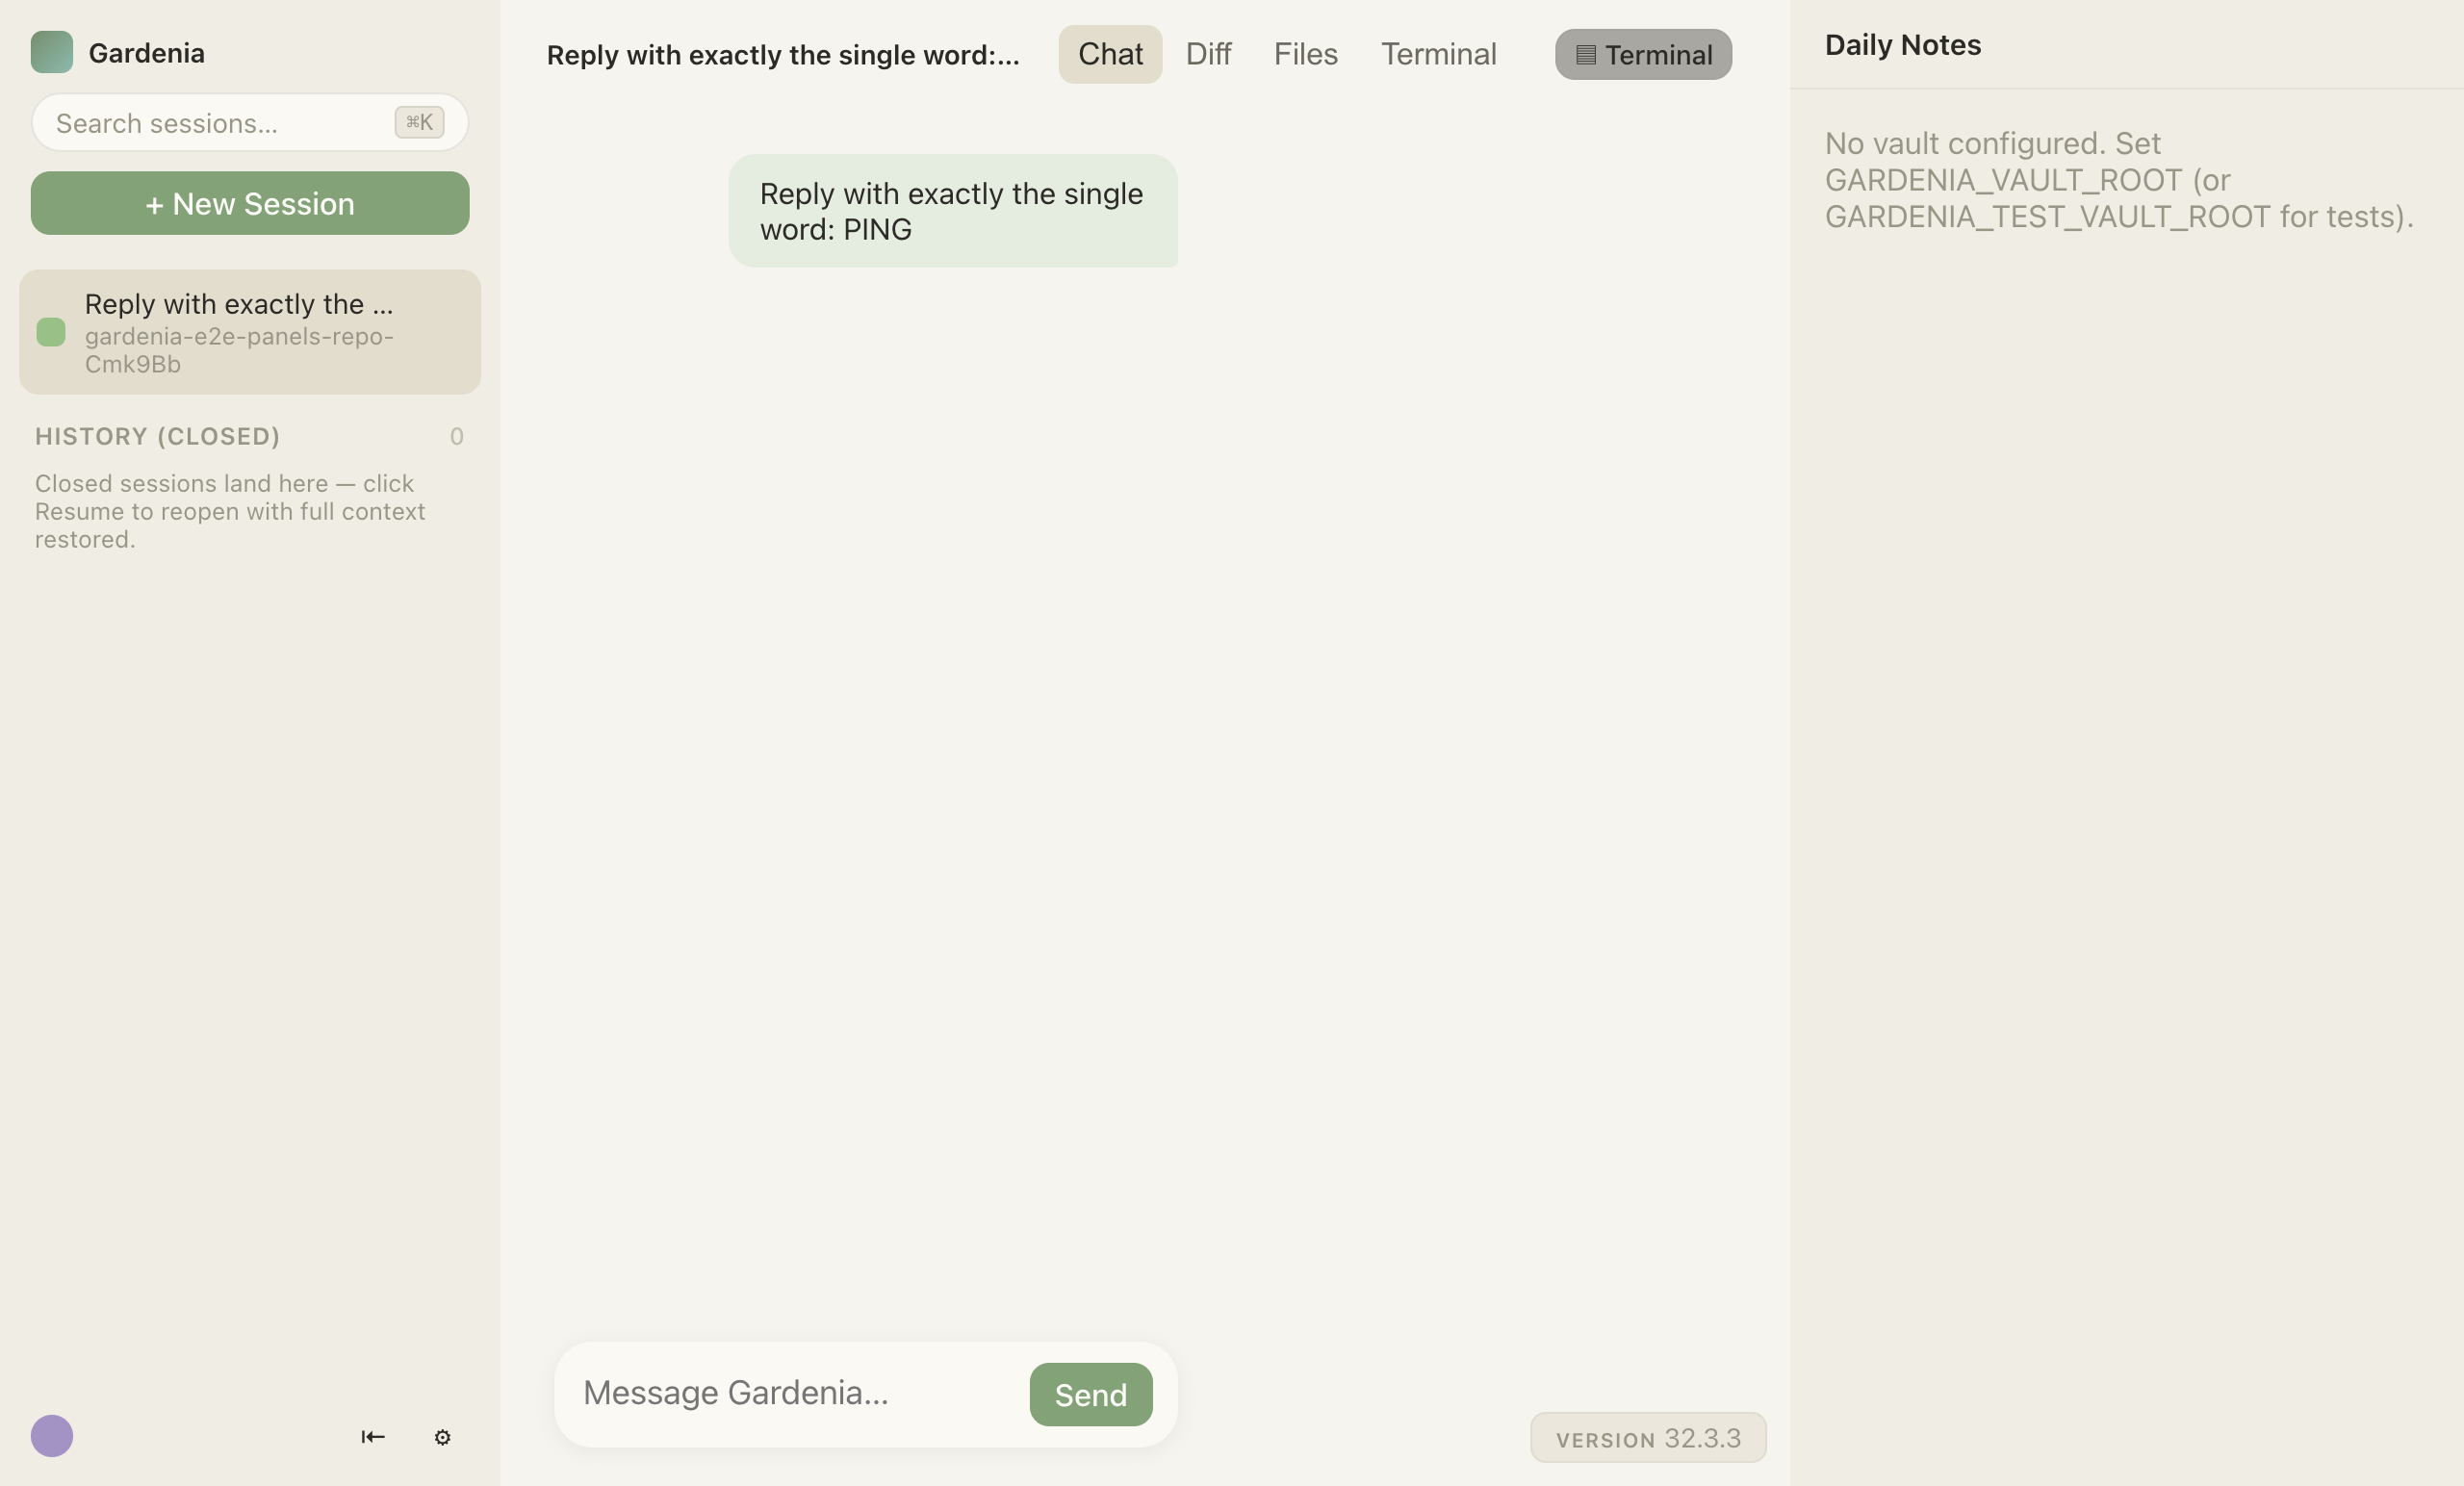 Gardenia
Search sessions...
⌘K
+ New Session
Reply with exactly the ...
gardenia-e2e-panels-repo-
Cmk9Bb
HISTORY (CLOSED) 0
Closed sessions land here — click
Resume to reopen with full context
restored.
Reply with exactly the single word:... Chat Diff Files Terminal Terminal
Reply with exactly the single
word: PING
Message Gardenia...
Send
VERSION 32.3.3
Daily Notes
No vault configured. Set
GARDENIA_VAULT_ROOT (or
GARDENIA_TEST_VAULT_ROOT for tests).